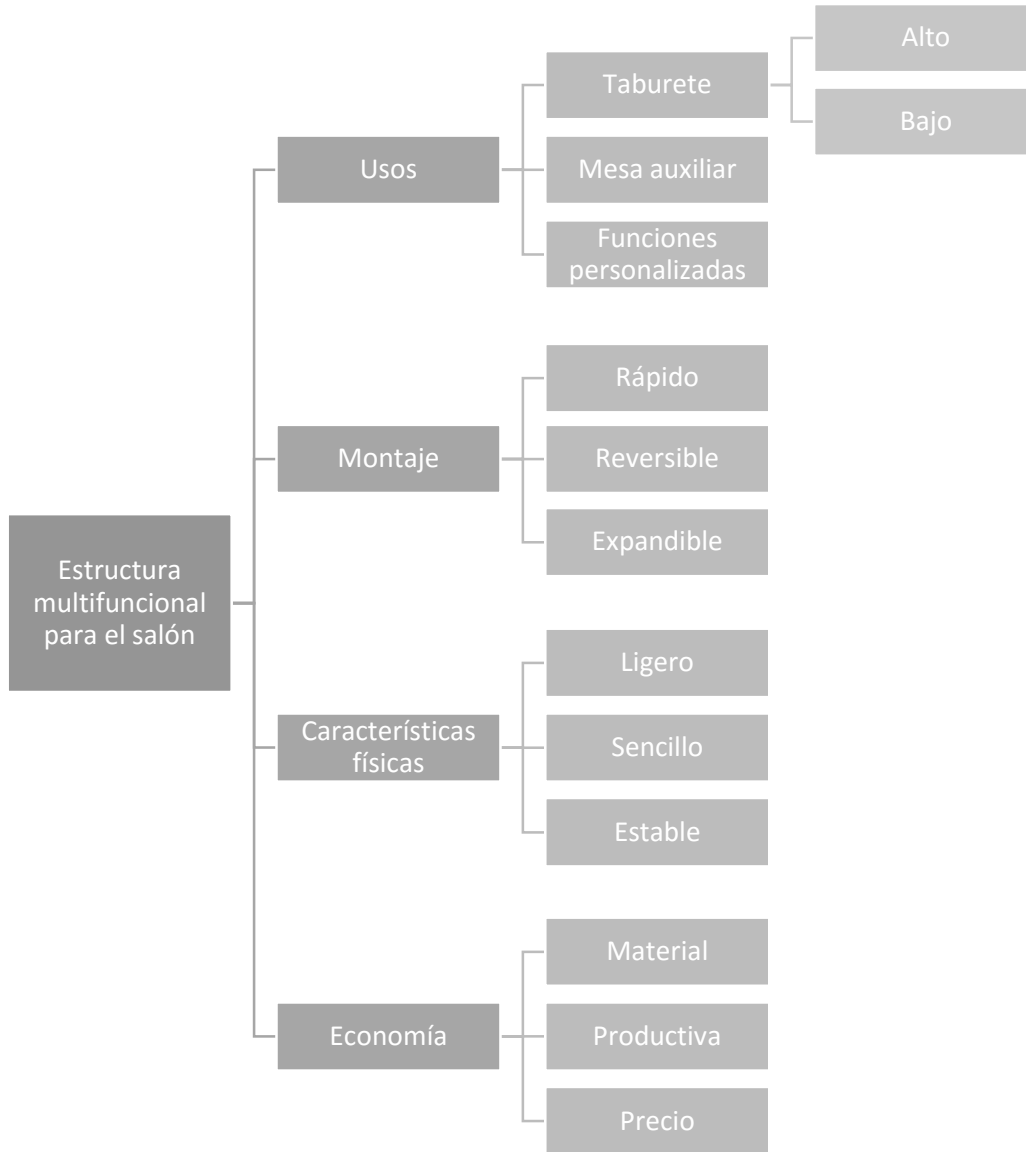 Alto
Taburete
Bajo
Usos
Mesa auxiliar
Funciones
personalizadas
Rápido
Montaje
Reversible
Expandible
Estructura
multifuncional
para el salón
Ligero
Características
físicas
Sencillo
Estable
Material
Economía
Productiva
Precio